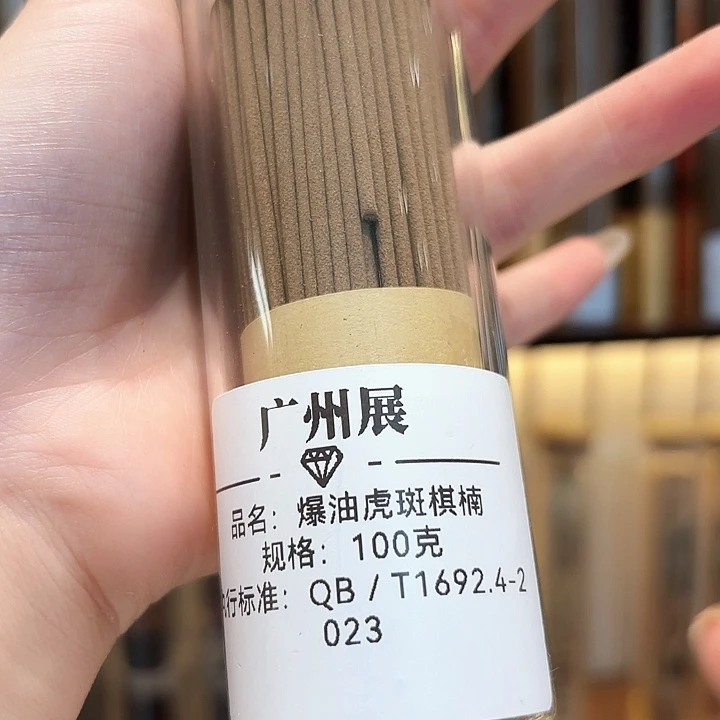 广州展
品名：爆油虎斑棋楠
规格：100克
行标准：QB / T1692.4-2
023